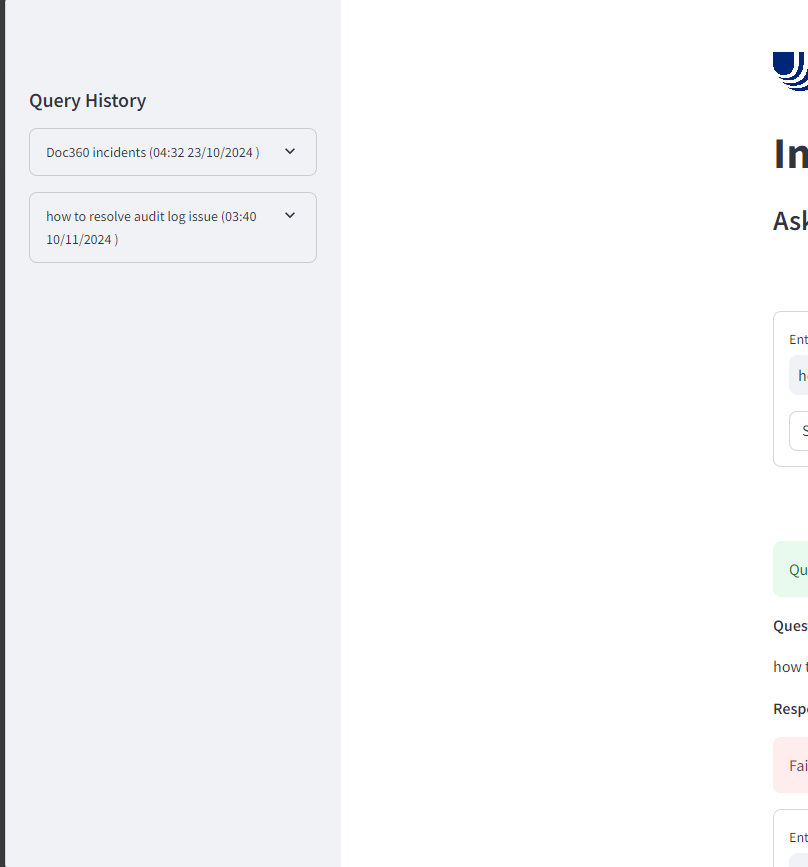 Query History
Doc360 incidents (04:32 23/10/2024 )
how to resolve audit log issue (03:40
10/11/2024 )
In
Ask
Ent
S
Qu
Ques
how t
Resp
Fai
Ent